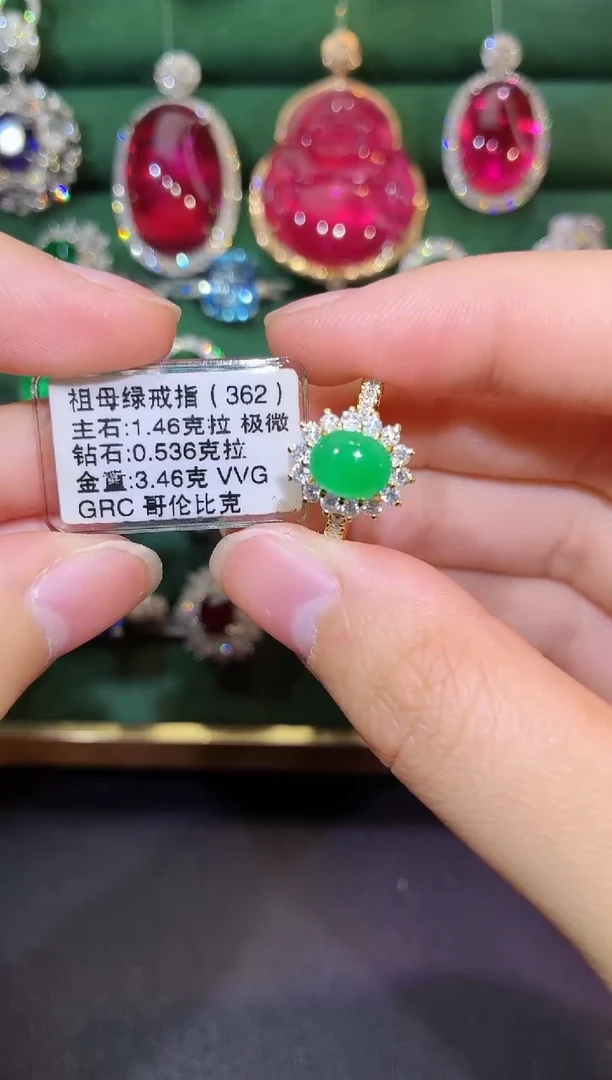 祖母绿戒指(362)
主石:1.46克拉 极微
钻石:0.536克拉
金重:3.46克 VVG
GRC 哥伦比克